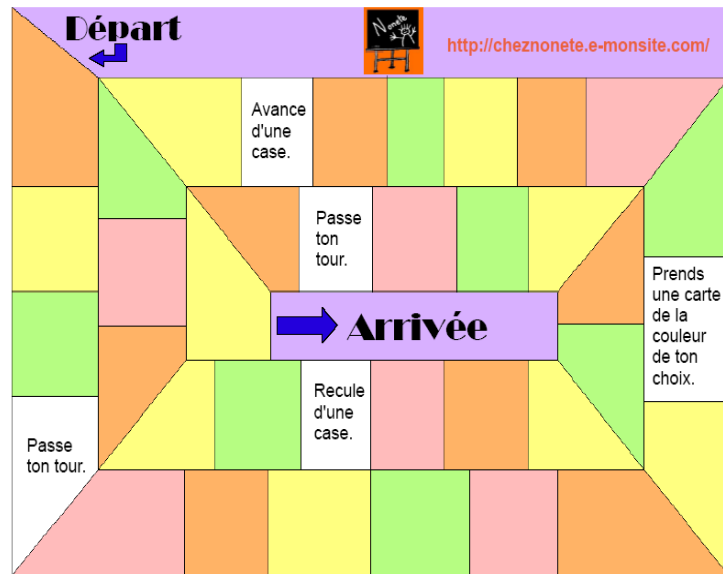 Départ
Nonete
http://cheznonete.e-monsite.com/
Avance
d'une
case.
Passe
ton
tour.
Prends
une carte
de la
couleur
de ton
choix.
Arrivée
Recule
d'une
case.
Passe
ton tour.